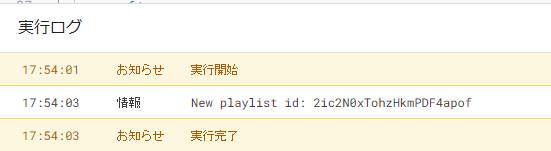 実行ログ
17:54:01 お知らせ 実行開始
17:54:03 情報 New playlist id: 2ic2N0xTohzHkmPDF4apof
17:54:03 お知らせ 実行完了